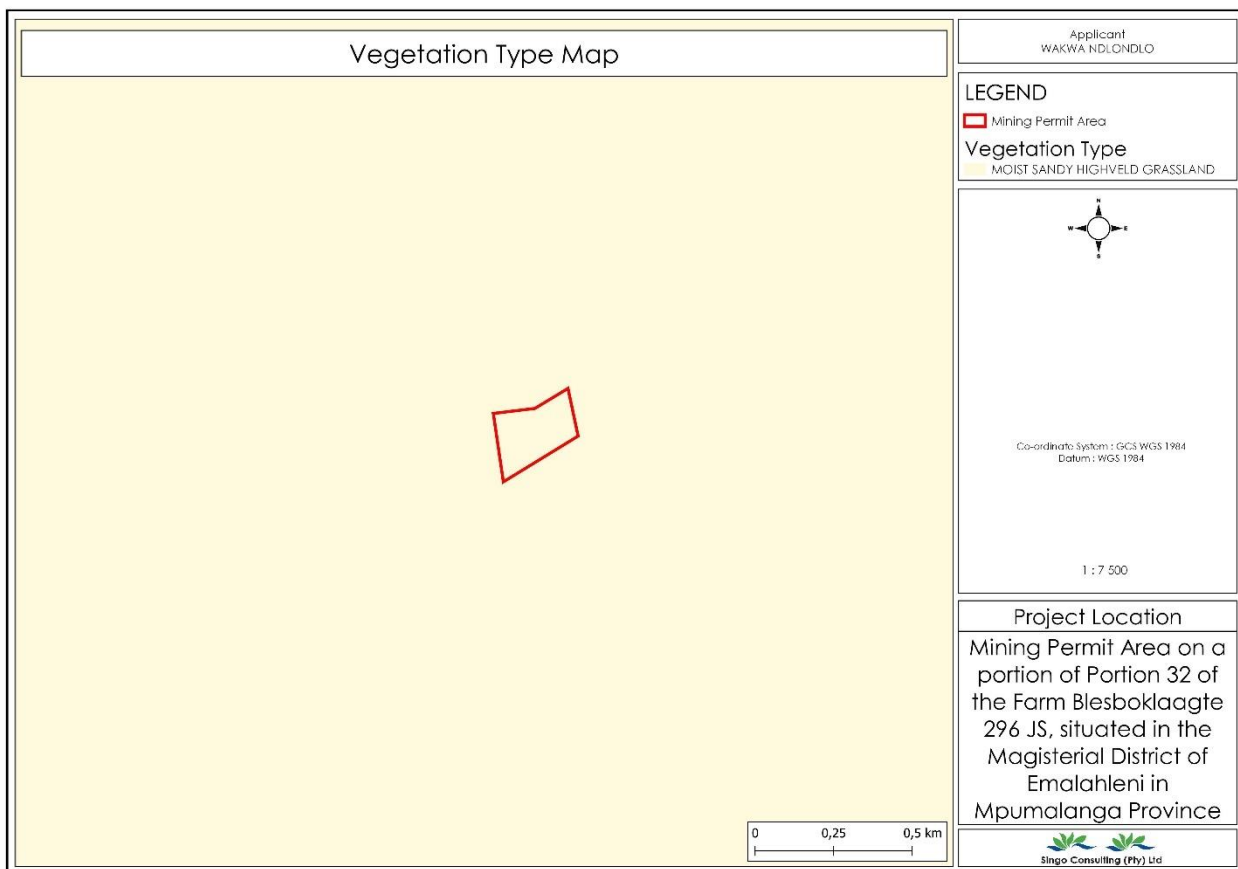 Vegetation Type Map
Applicant
WAKWA NDLONDLO
LEGEND
Mining Permit Area
Vegetation Type
MOIST SANDY HIGHVELD GRASSLAND
N
W E
S
Co-ordinate System : GCS WGS 1984
Datum : WGS 1984
1 : 7 500
Project Location
Mining Permit Area on a
portion of Portion 32 of
the Farm Blesboklaagte
296 JS, situated in the
Magisterial District of
Emalahleni in
Mpumalanga Province
0 0,25 0,5 km
Singo Consulting (Pty) Ltd